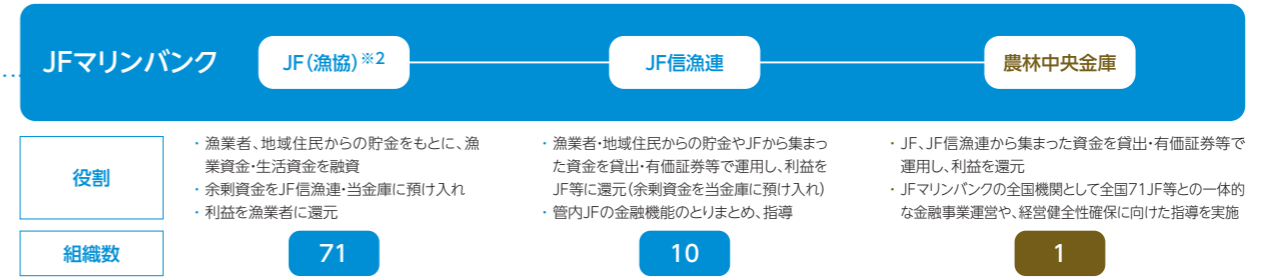 JFマリンバンク
JF(漁協)※2
JF信漁連
農林中央金庫
役割
・漁業者、地域住民からの貯金をもとに、漁
業資金・生活資金を融資
・余剰資金をJF信漁連・当金庫に預け入れ
・利益を漁業者に還元
・漁業者・地域住民からの貯金やJFから集まっ
た資金を貸出・有価証券等で運用し、利益を
JF等に還元(余剰資金を当金庫に預け入れ)
・管内JFの金融機能のとりまとめ、指導
・JF、JF信漁連から集まった資金を貸出・有価証券等で
運用し、利益を還元
・JFマリンバンクの全国機関として全国71JF等との一体的
な金融事業運営や、経営健全性確保に向けた指導を実施
組織数
71
10
1